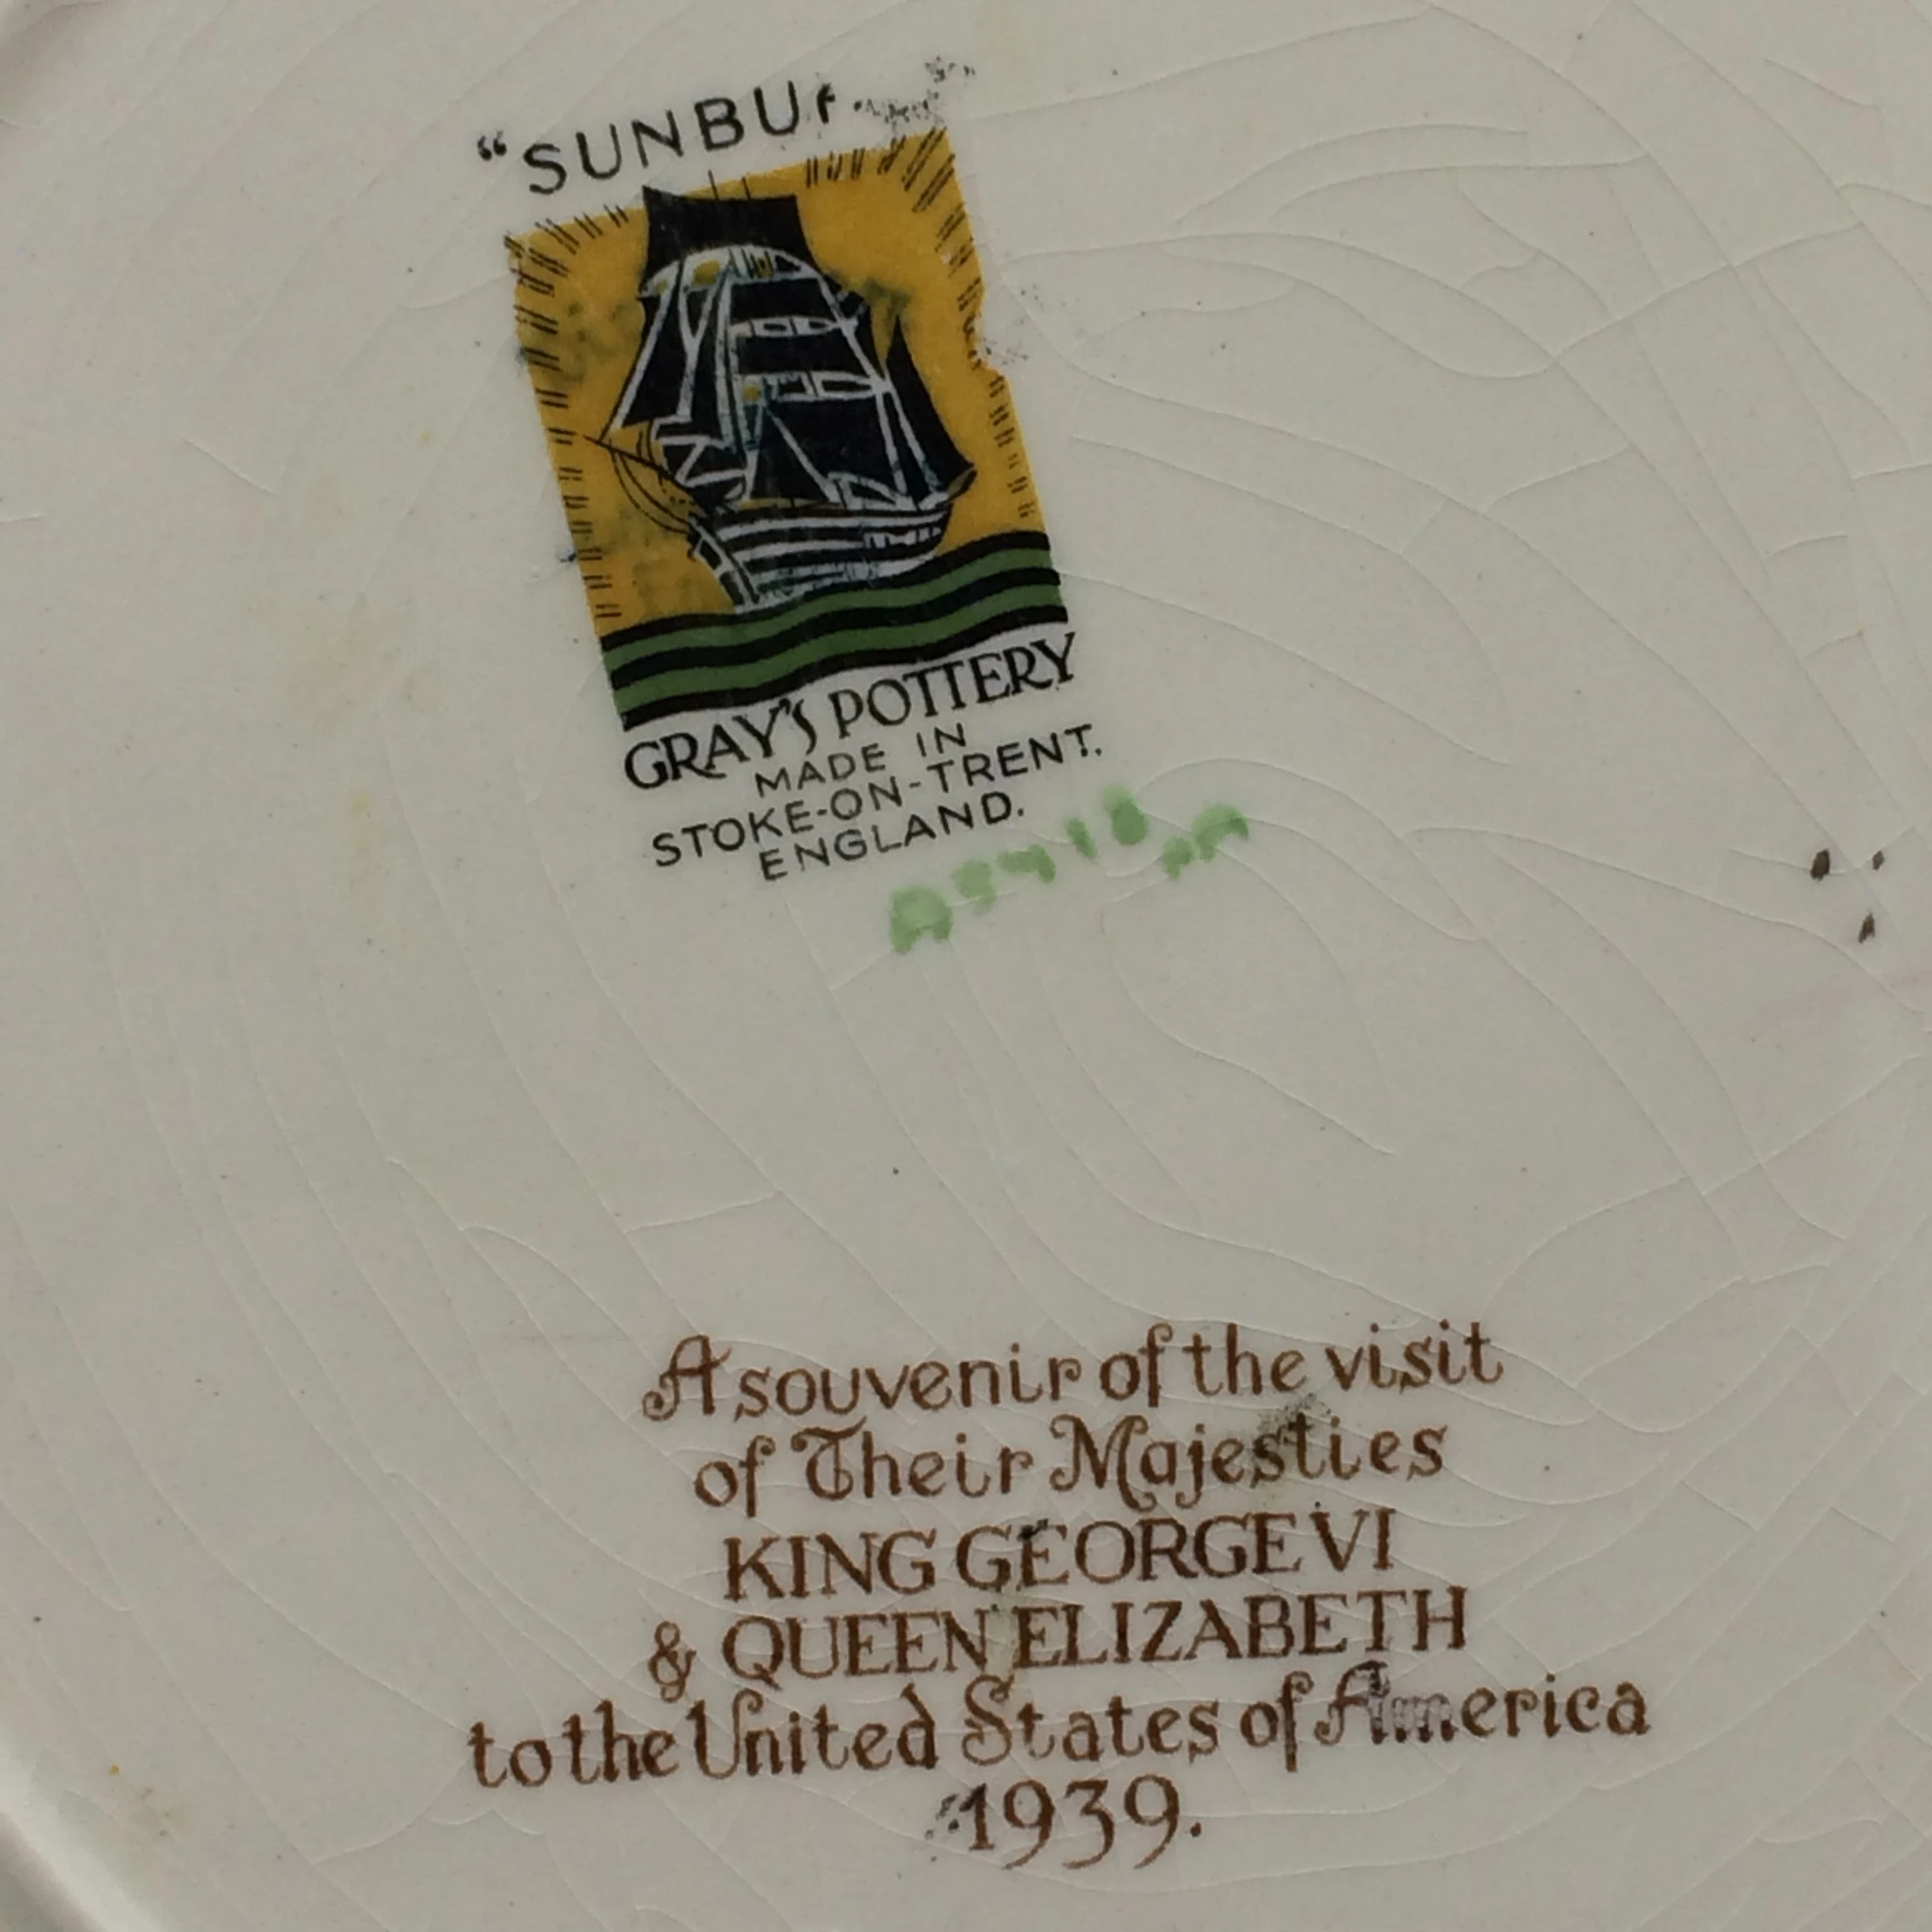 GRAY'S POTTERY
MADE IN
STOKE-ON-TRENT.
ENGLAND.
A souvenir of the visit
of Their Majesties
KING GEORGE VI
& QUEEN ELIZABETH
to the United States of America
1939.